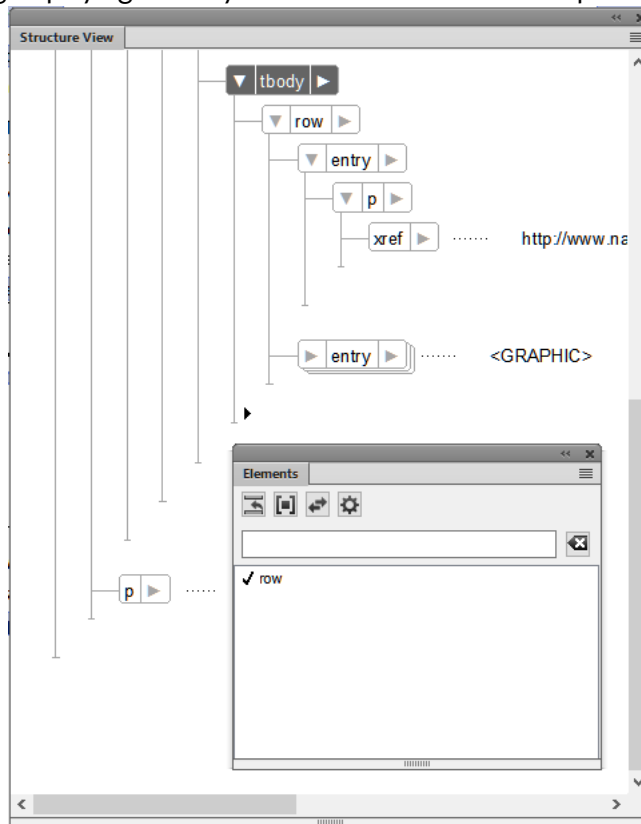 Structure View
tbody
row
entry
p
xref http://www.na
entry <GRAPHIC>
Elements
row
p